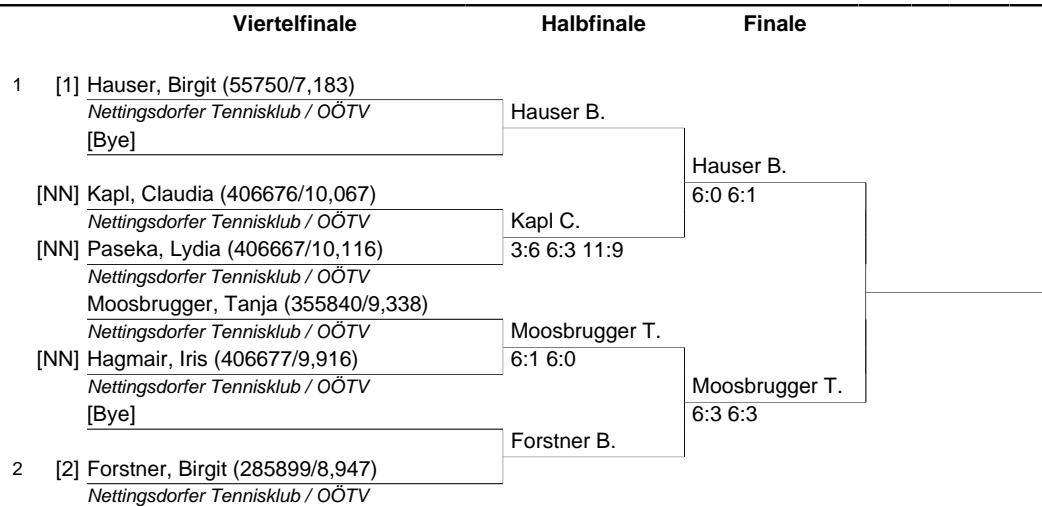 Viertelfinale Halbfinale Finale
1 [1] Hauser, Birgit (55750/7,183)
Nettingsdorfer Tennisklub / OÖTV Hauser B.
[Bye]
Hauser B.
[NN] Kapl, Claudia (406676/10,067) 6:0 6:1
Nettingsdorfer Tennisklub / OÖTV Kapl C.
[NN] Paseka, Lydia (406667/10,116) 3:6 6:3 11:9
Nettingsdorfer Tennisklub / OÖTV
Moosbrugger, Tanja (355840/9,338)
Nettingsdorfer Tennisklub / OÖTV Moosbrugger T.
[NN] Hagmair, Iris (406677/9,916) 6:1 6:0
Nettingsdorfer Tennisklub / OÖTV Moosbrugger T.
[Bye] 6:3 6:3
Forstner B.
2 [2] Forstner, Birgit (285899/8,947)
Nettingsdorfer Tennisklub / OÖTV